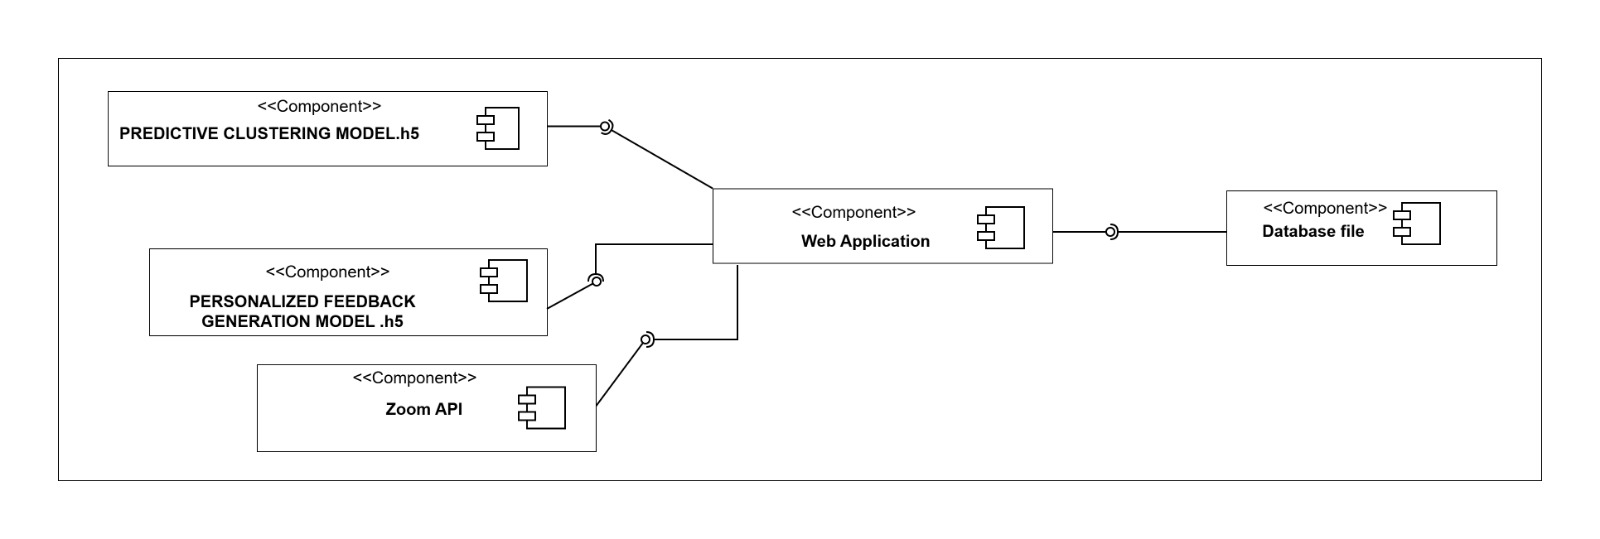 <<Component>>
PREDICTIVE CLUSTERING MODEL.h5
<<Component>>
PERSONALIZED FEEDBACK
GENERATION MODEL .h5
<<Component>>
Zoom API
<<Component>>
Web Application
<<Component>>
Database file